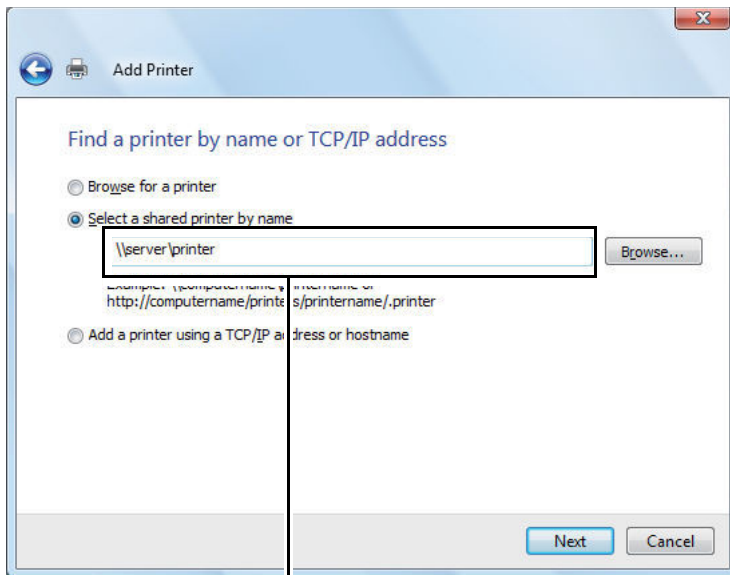 Add Printer
Find a printer by name or TCP/IP address
Browse for a printer
Select a shared printer by name
\\server\printer
Browse...
http://computername/printers/printername/.printer
Add a printer using a TCP/IP address or hostname
Next
Cancel